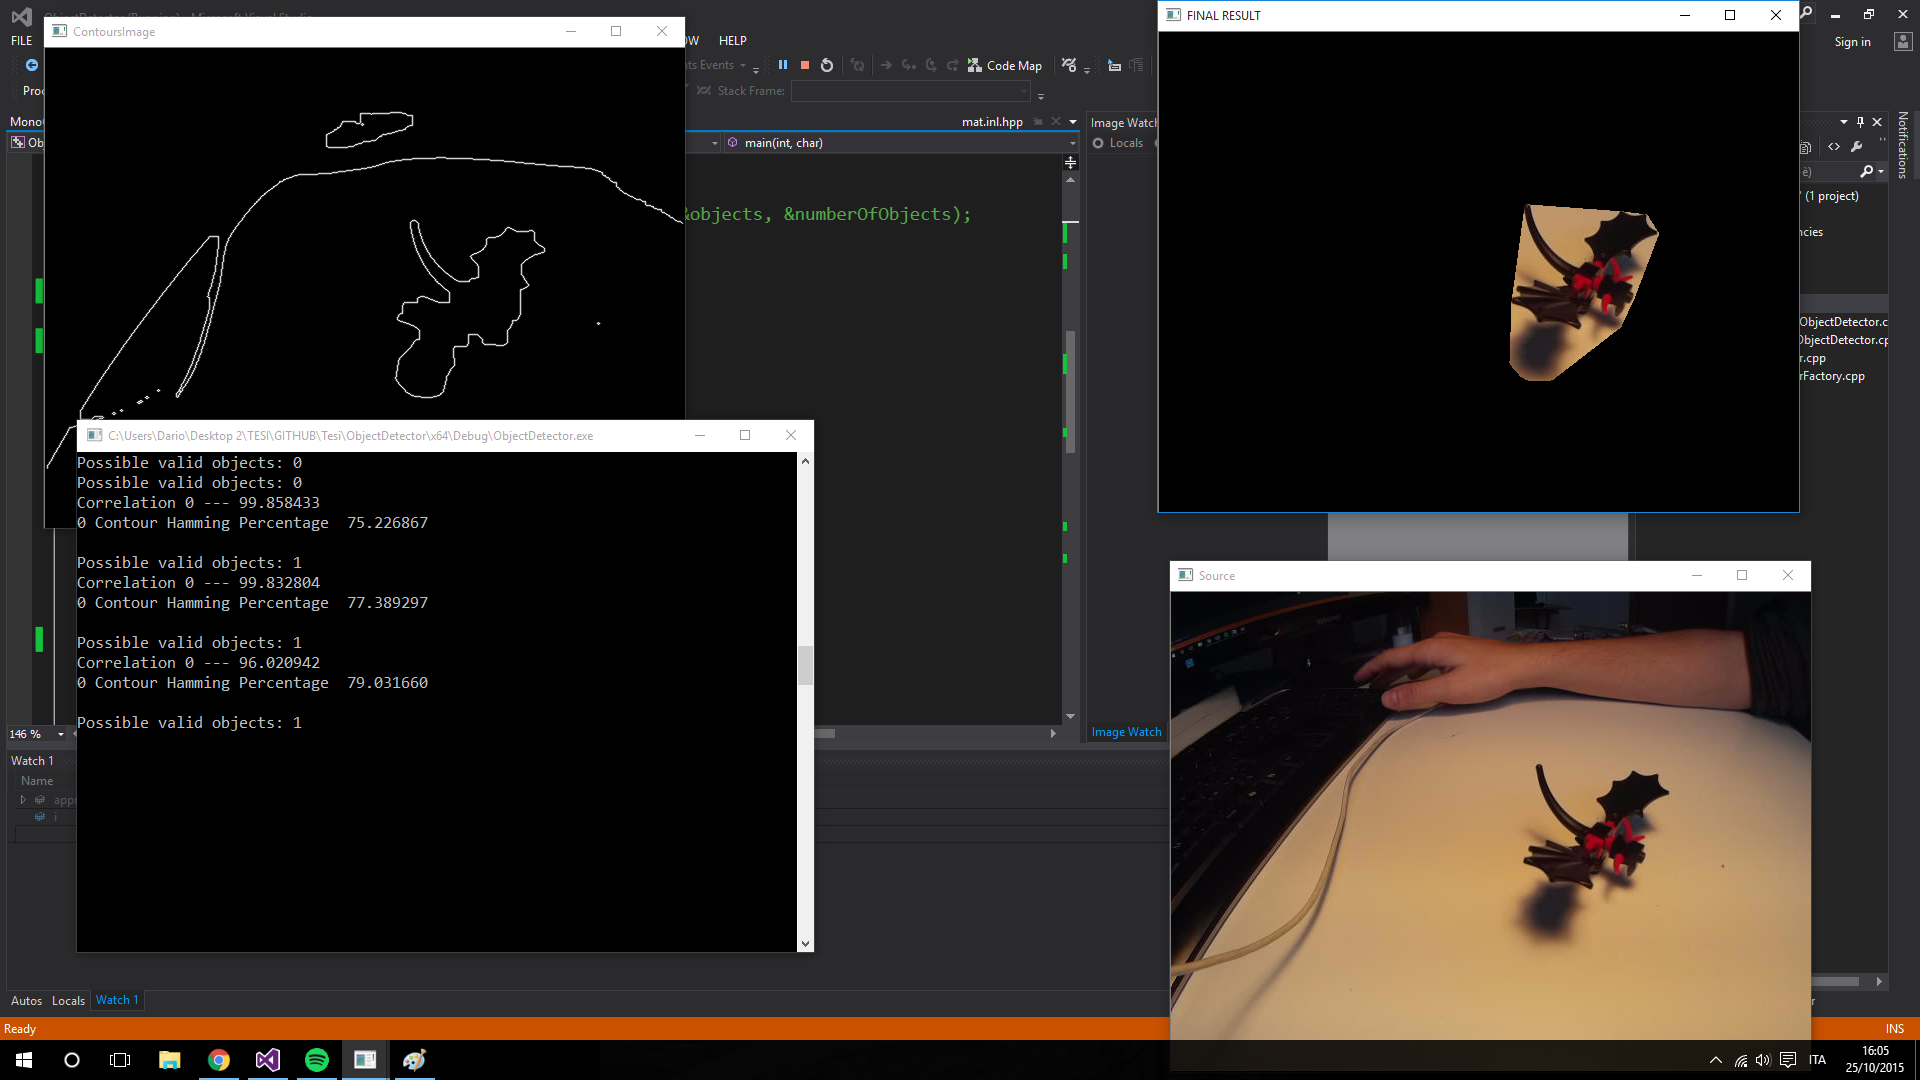 ContoursImage
FINAL RESULT
FILE
HELP
Sign in
ts Events
Code Map
Stack Frame:
mat.inl.hpp
Image Watch
main(int, char)
Locals
Notifications
&objects, &numberOfObjects);
(1 project)
ncies
ObjectDetector.c
ObjectDetector.cp
r.cpp
rFactory.cpp
C:\Users\Dario\Desktop 2\TESI\GITHUB\Tesi\ObjectDetector\x64\Debug\ObjectDetector.exe
Possible valid objects: 0
Possible valid objects: 0
Correlation 0 --- 99.858433
0 Contour Hamming Percentage  75.226867
Possible valid objects: 1
Correlation 0 --- 99.832804
0 Contour Hamming Percentage  77.389297
Possible valid objects: 1
Correlation 0 --- 96.020942
0 Contour Hamming Percentage  79.031660
Possible valid objects: 1
Source
146 %
Image Watch
Watch 1
Name
i
Autos Locals Watch 1
Ready
INS
ITA
16:05
25/10/2015